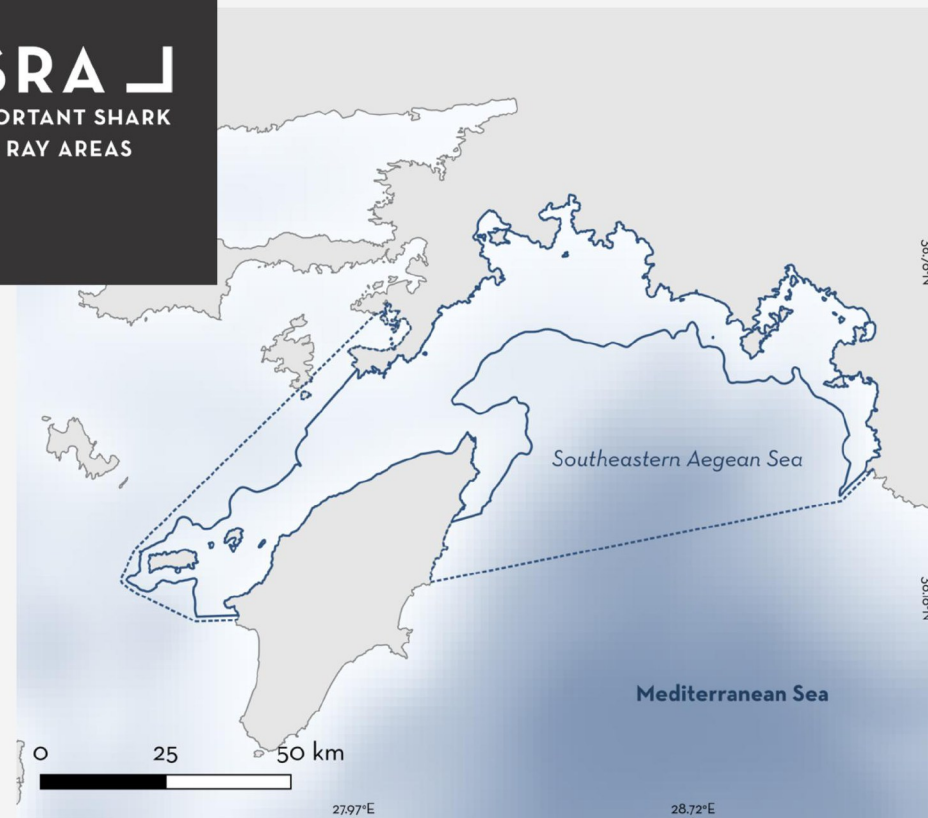 SRA
ORTANT SHARK
RAY AREAS
Southeastern Aegean Sea
Mediterranean Sea
0 25 50 km
27.97°E 28.72°E